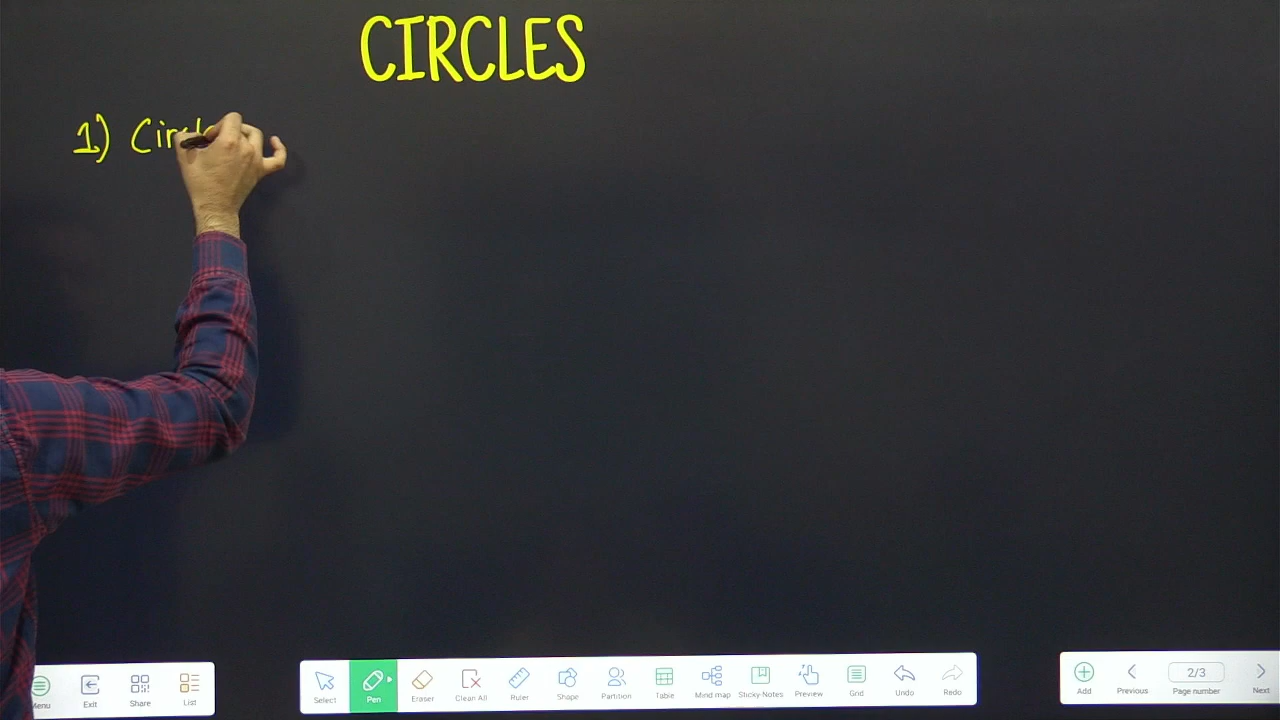 CIRCLES
1) Circle
Menu
Exit
Share
List
Select
Pen
Eraser
Clean All
Ruler
Shape
Partition
Table
Mind map
Sticky-Notes
Preview
Grid
Undo
Redo
Add
Previous
2/3
Page number
Next